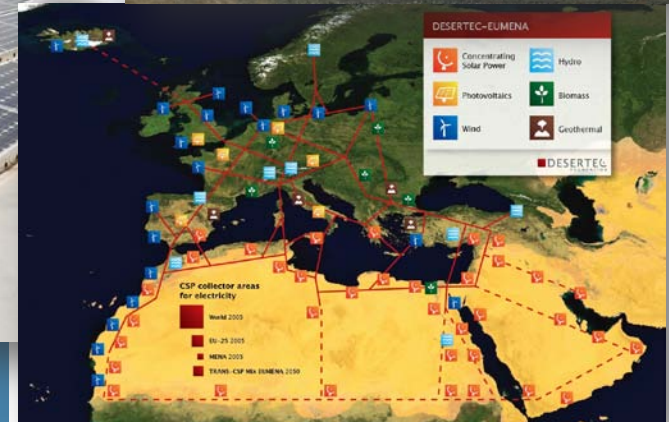 DESERTEC-EUMENA
Concentrating
Solar Power
Hydro
Photovoltaics
Biomass
Wind
Geothermal
DESERTEC
FOUNDATION
CSP collector areas
for electricity
World 2005
EU-25 2005
MENA 2005
TRANS-CSP Mix EUMENA 2050